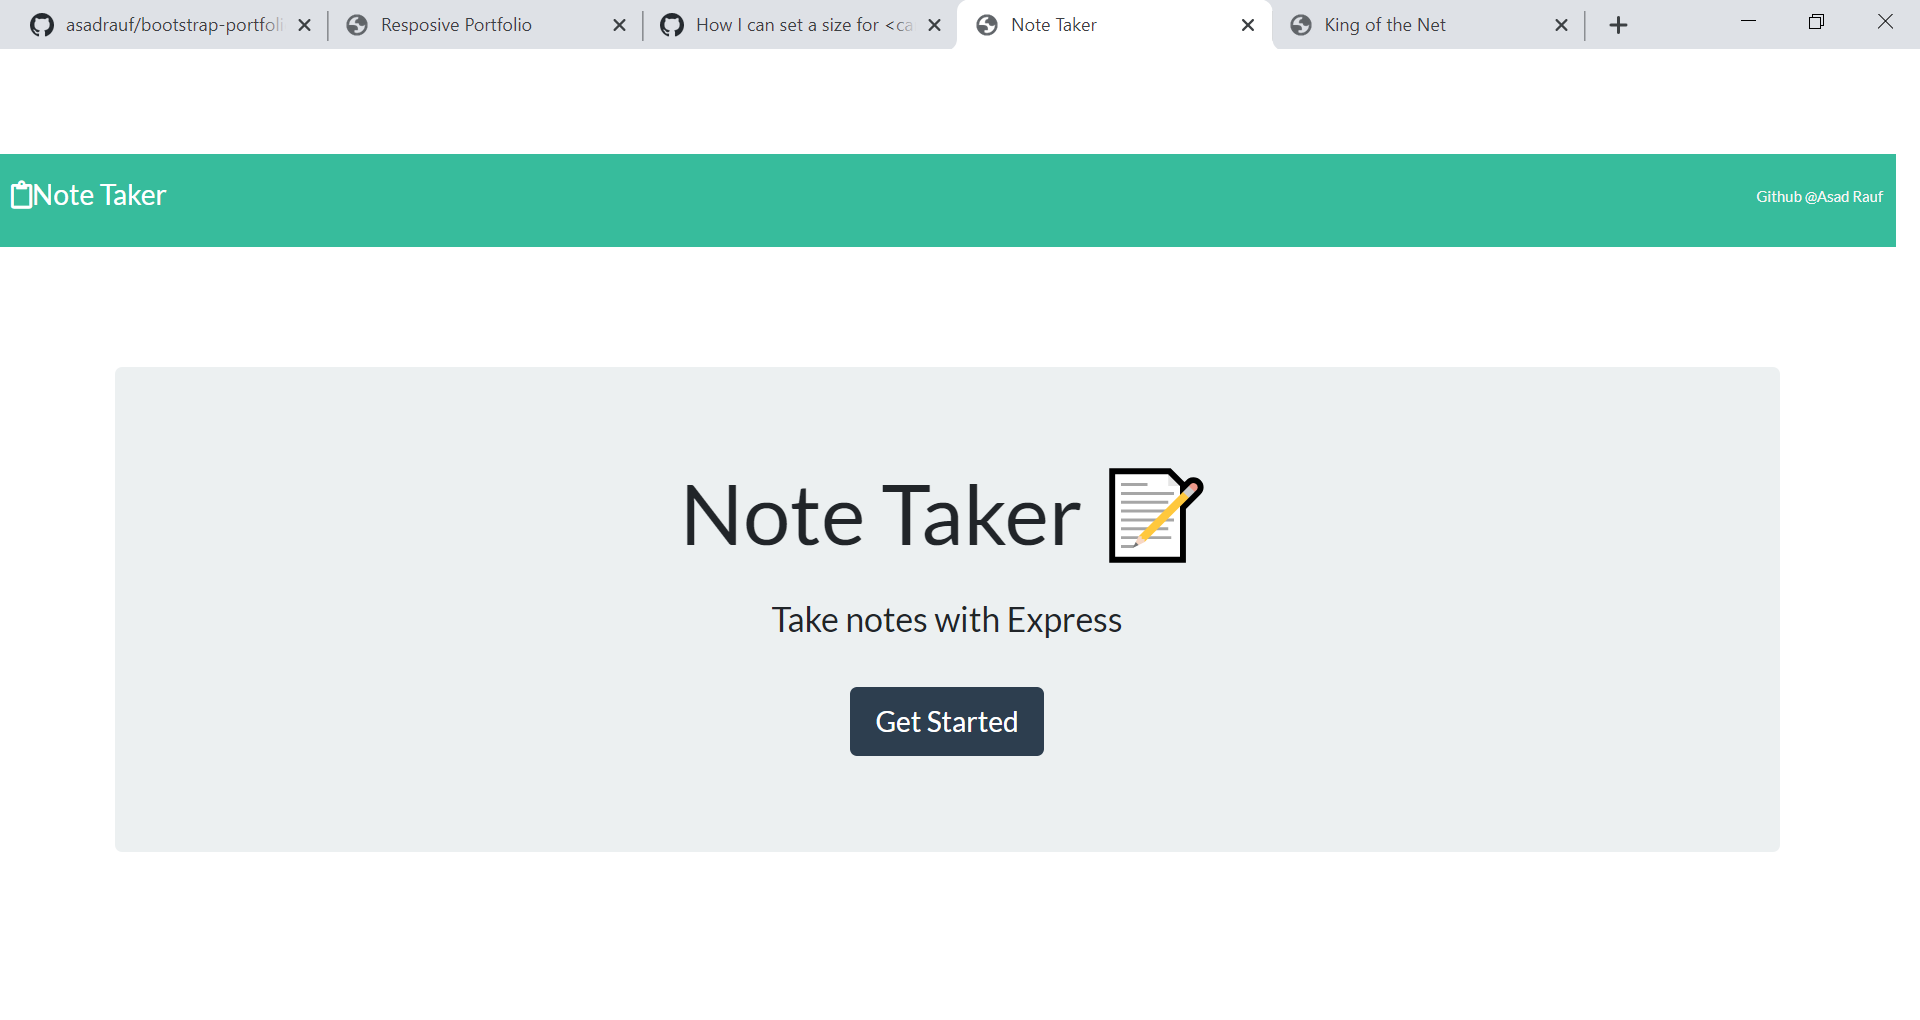 asadrauf/bootstrap-portfoli
Resposive Portfolio
How I can set a size for <ca
Note Taker
King of the Net
Note Taker
Github @Asad Rauf
Note Taker
Take notes with Express
Get Started